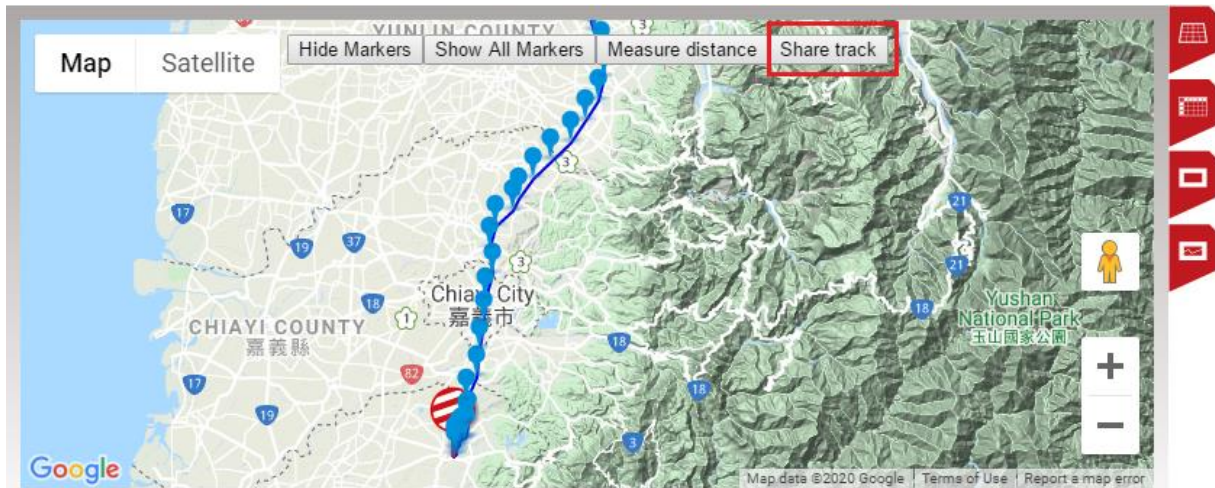 YUNLIN COUNTY
Map
Satellite
Hide Markers
Show All Markers
Measure distance
Share track
3
3
17
21
19
37
3
21
18
Chiayi City
嘉義市
1
18
CHIAYI COUNTY
嘉義縣
Yushan
National Park
玉山國家公園
18
82
17
18
19
3
Google
Map data ©2020 Google
Terms of Use
Report a map error